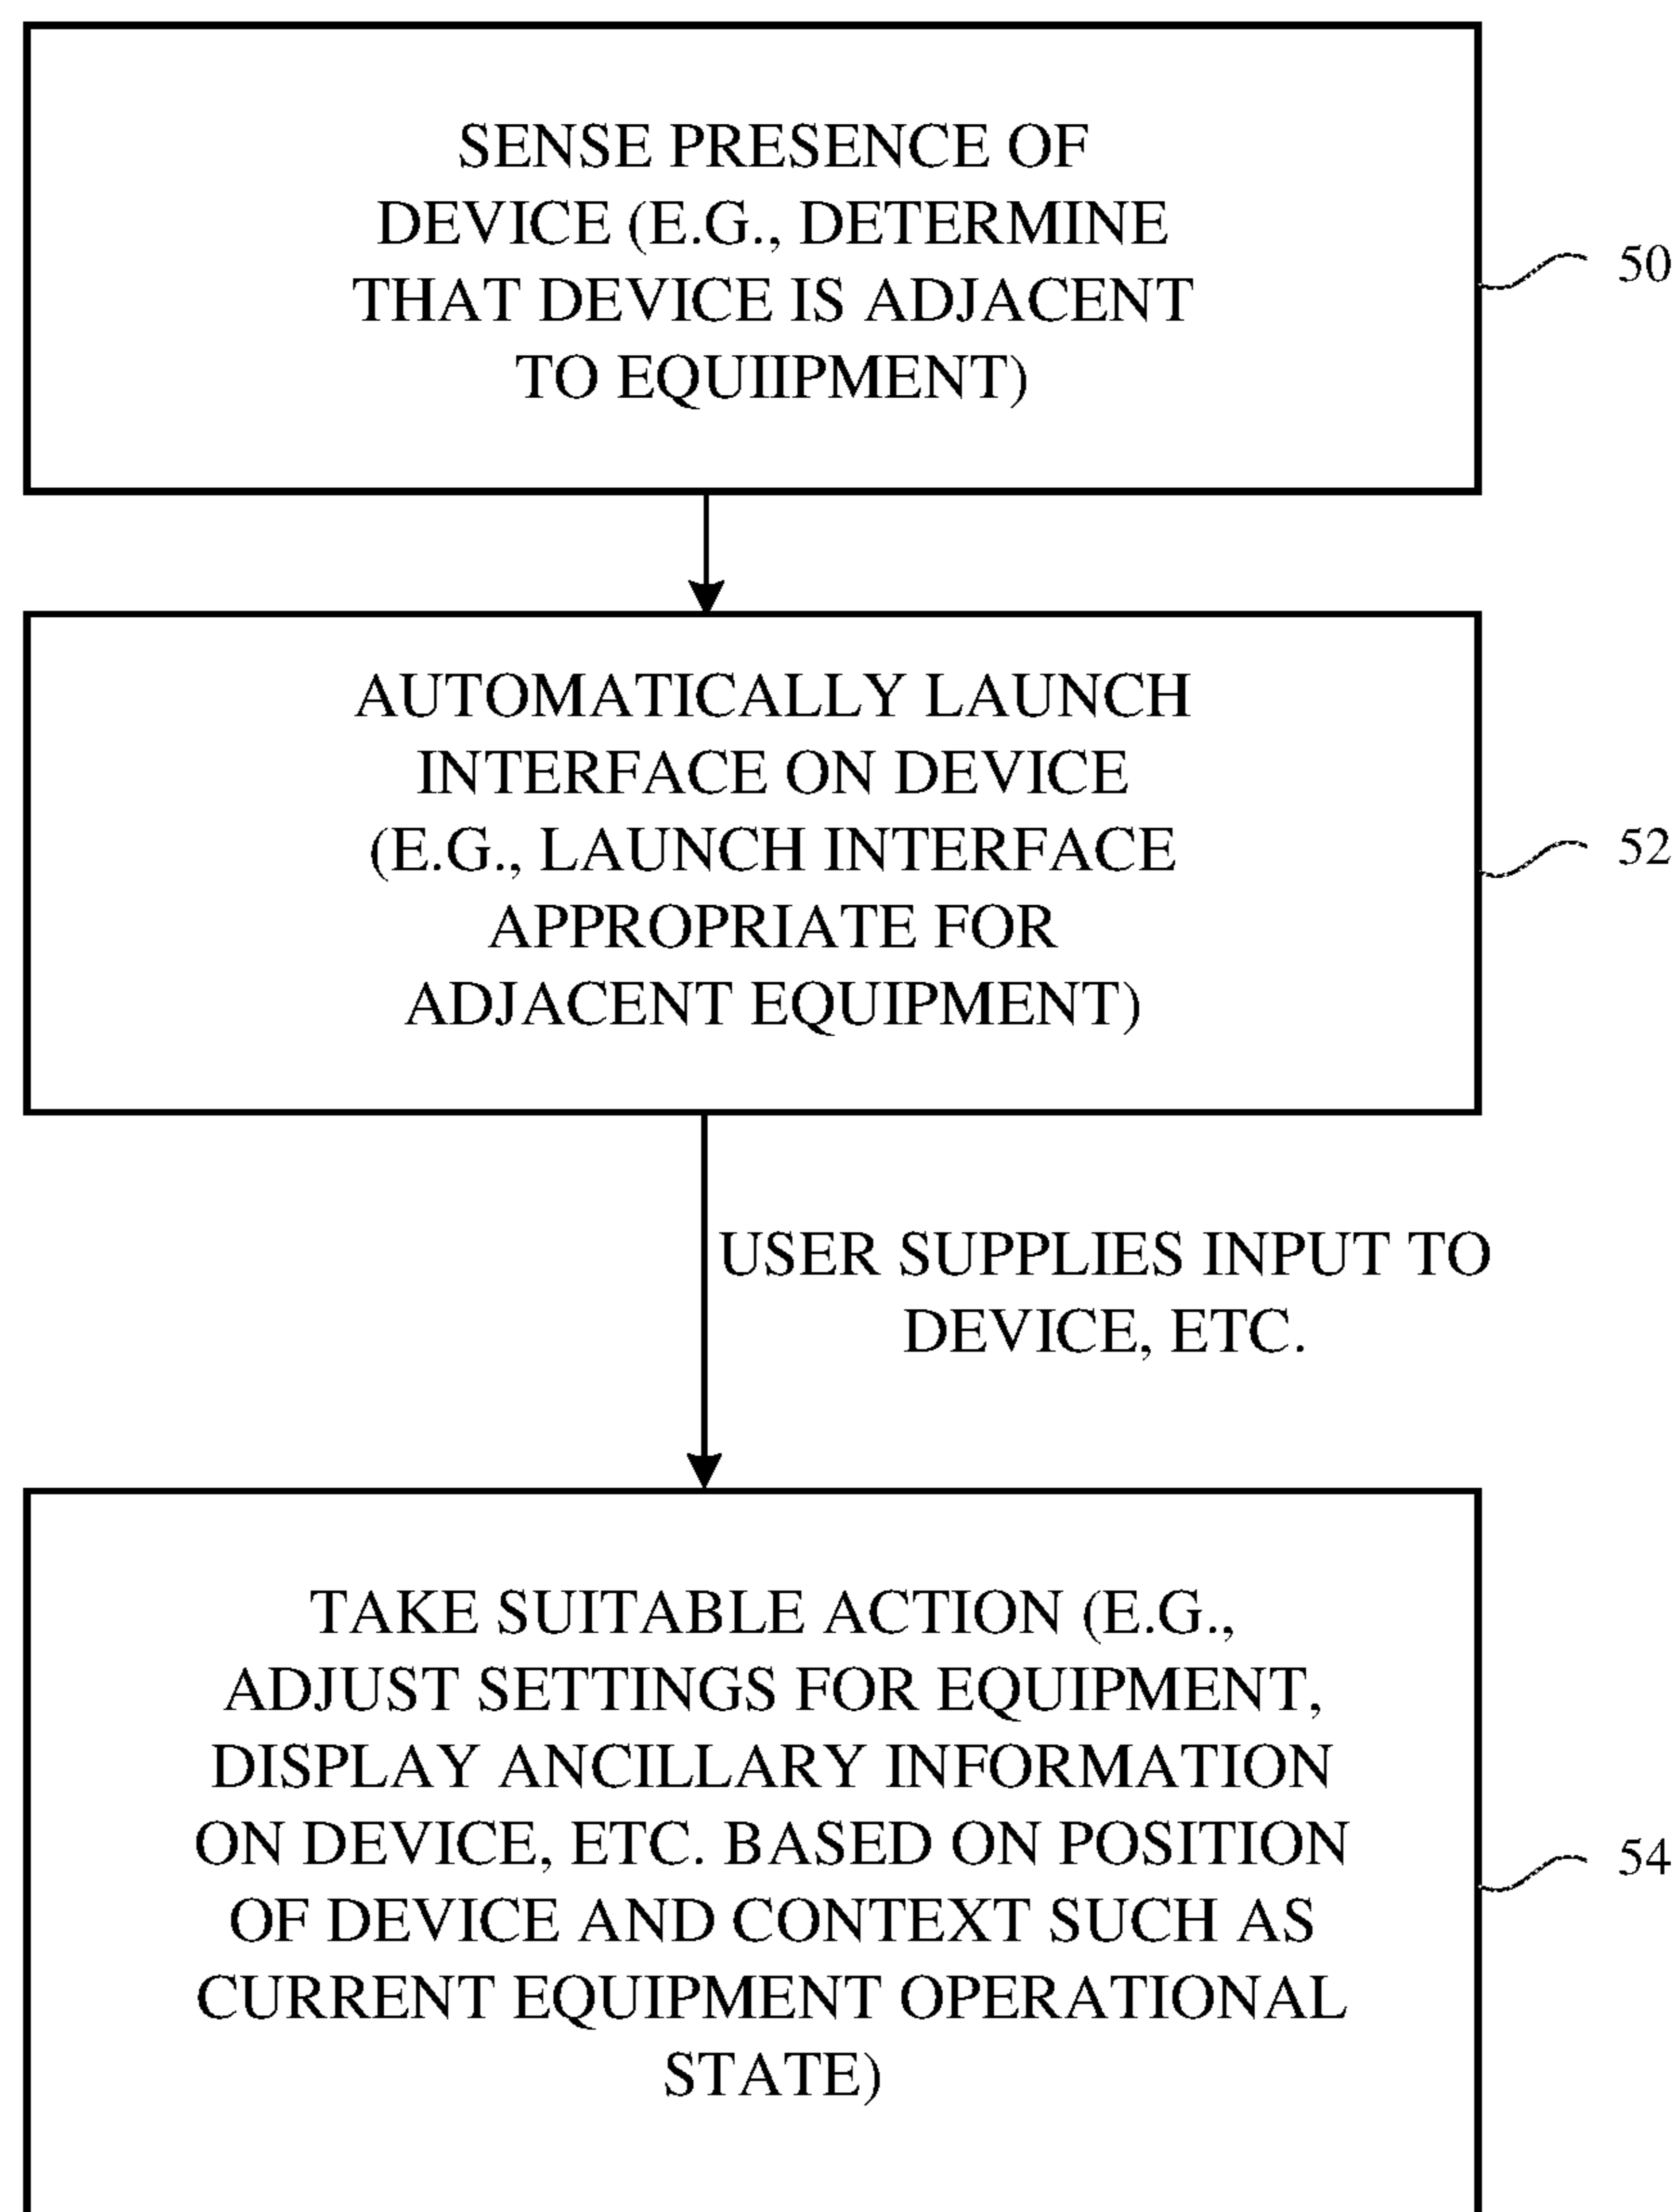 SENSE PRESENCE OF
DEVICE (E.G., DETERMINE
THAT DEVICE IS ADJACENT
TO EQUIIPMENT)
50
AUTOMATICALLY LAUNCH
INTERFACE ON DEVICE
(E.G., LAUNCH INTERFACE
APPROPRIATE FOR
ADJACENT EQUIPMENT)
52
USER SUPPLIES INPUT TO
DEVICE, ETC.
TAKE SUITABLE ACTION (E.G.,
ADJUST SETTINGS FOR EQUIPMENT,
DISPLAY ANCILLARY INFORMATION
ON DEVICE, ETC. BASED ON POSITION
OF DEVICE AND CONTEXT SUCH AS
CURRENT EQUIPMENT OPERATIONAL
STATE)
54